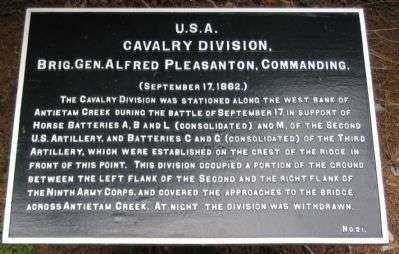 U.S.A.
CAVALRY DIVISION,
BRIG. GEN. ALFRED PLEASANTON, COMMANDING.
(SEPTEMBER 17, 1862.)
THE CAVALRY DIVISION WAS STATIONED ALONG THE WEST BANK OF
ANTIETAM CREEK DURING THE BATTLE OF SEPTEMBER 17, IN SUPPORT OF
HORSE BATTERIES A, B AND L (CONSOLIDATED) AND M, OF THE SECOND
U.S. ARTILLERY, AND BATTERIES C AND G (CONSOLIDATED) OF THE THIRD
ARTILLERY, WHICH WERE ESTABLISHED ON THE CREST OF THE RIDGE IN
FRONT OF THIS POINT. THIS DIVISION OCCUPIED A PORTION OF THE GROUND
BETWEEN THE LEFT FLANK OF THE SECOND AND THE RIGHT FLANK OF
THE NINTH ARMY CORPS, AND COVERED THE APPROACHES TO THE BRIDGE
ACROSS ANTIETAM CREEK. AT NIGHT THE DIVISION WAS WITHDRAWN.
No. 21.